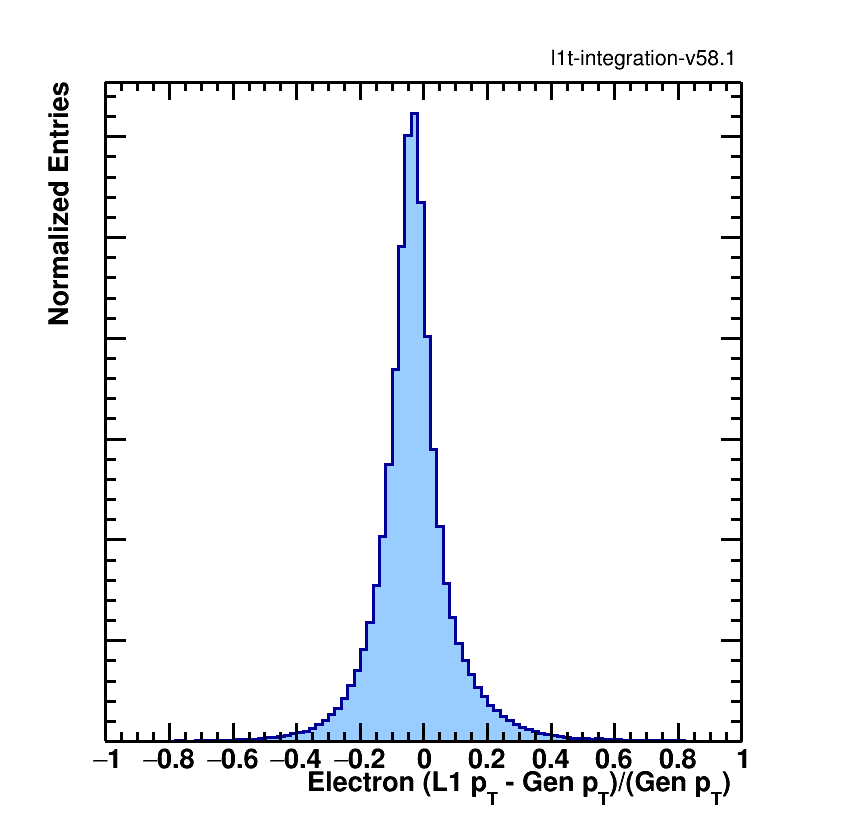 l1t-integration-v58.1
Normalized Entries
−1 −0.8 −0.6 −0.4 −0.2 0 0.2 0.4 0.6 0.8 1
Electron (L1 pT - Gen pT)/(Gen pT)